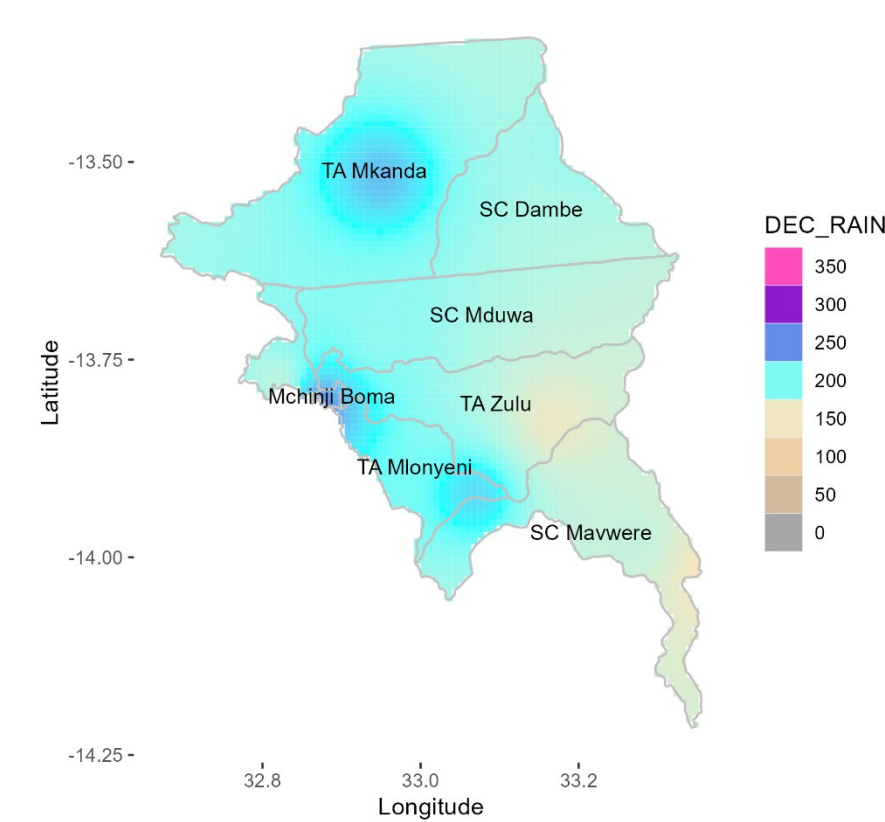 TA Mkanda
SC Dambe
SC Mduwa
Mchinji Boma
TA Zulu
TA Mlonyeni
SC Mavwere
-13.50
-13.75
-14.00
-14.25
Latitude
32.8
33.0
33.2
Longitude
DEC_RAIN
350
300
250
200
150
100
50
0